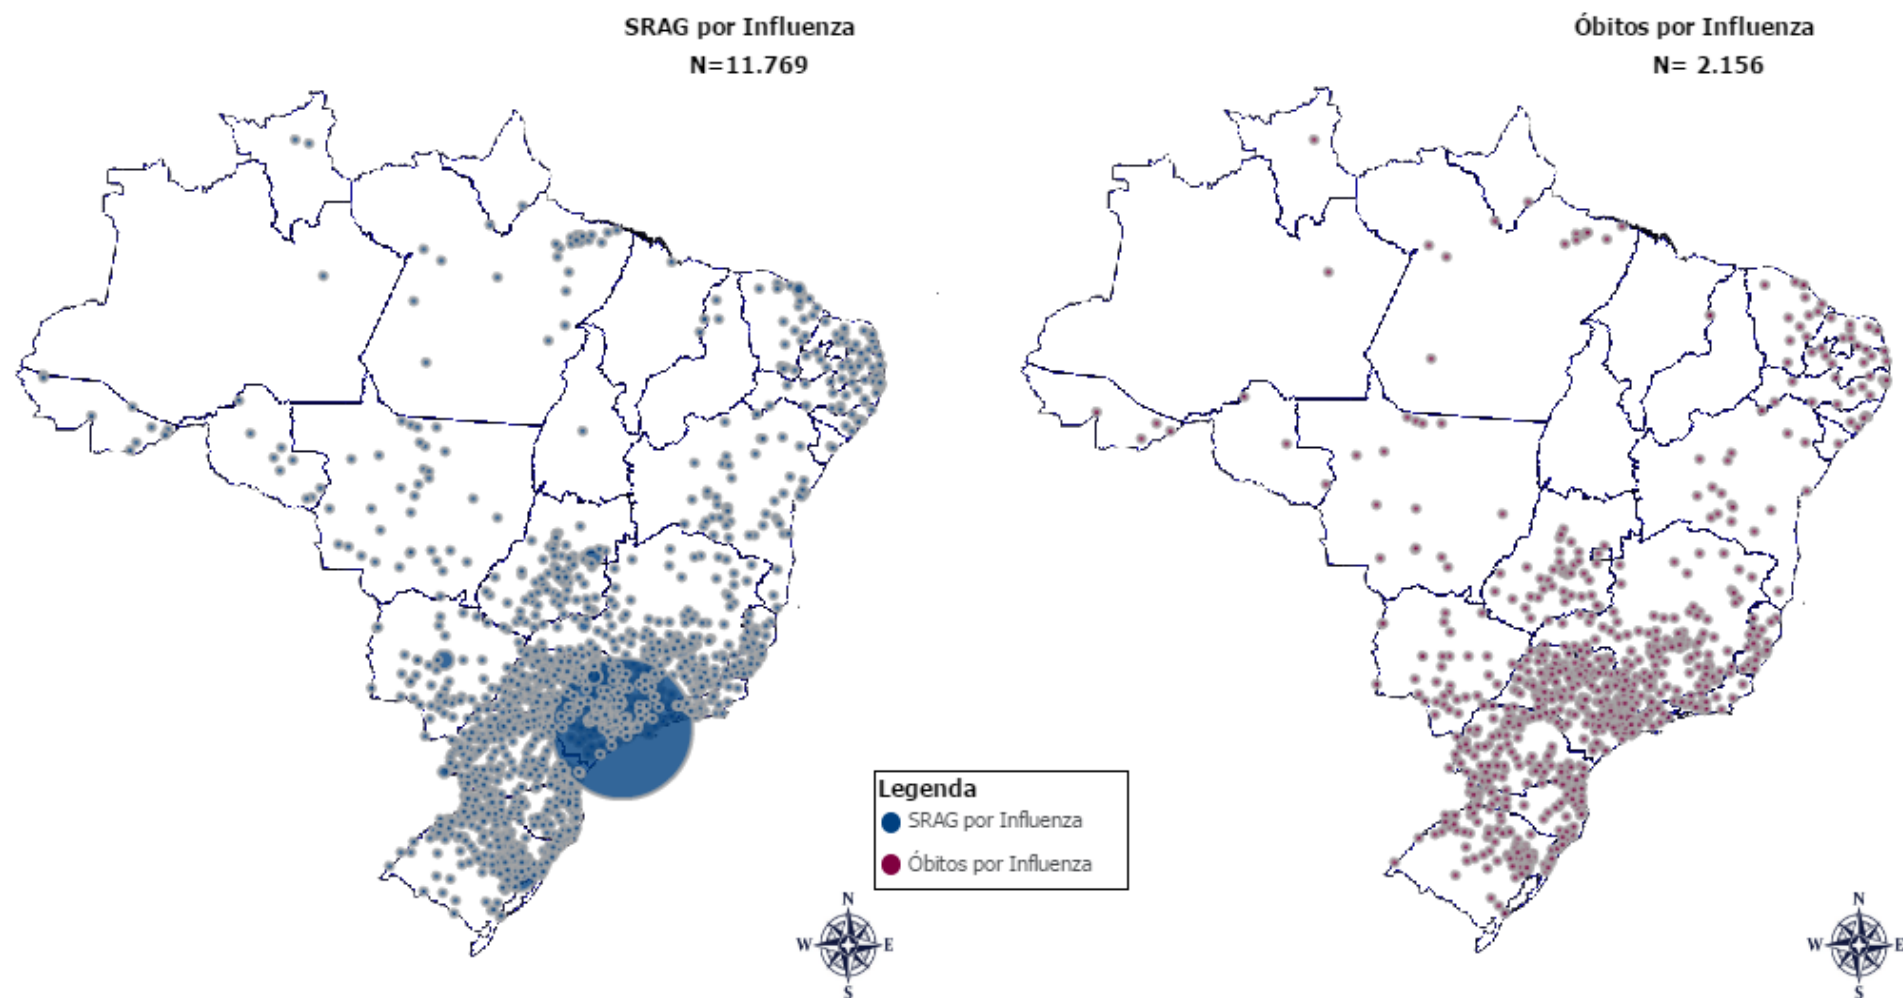 SRAG por Influenza
N=11.769
Óbitos por Influenza
N= 2.156
Legenda
SRAG por Influenza
Óbitos por Influenza
N
W E
S
N
W E
S